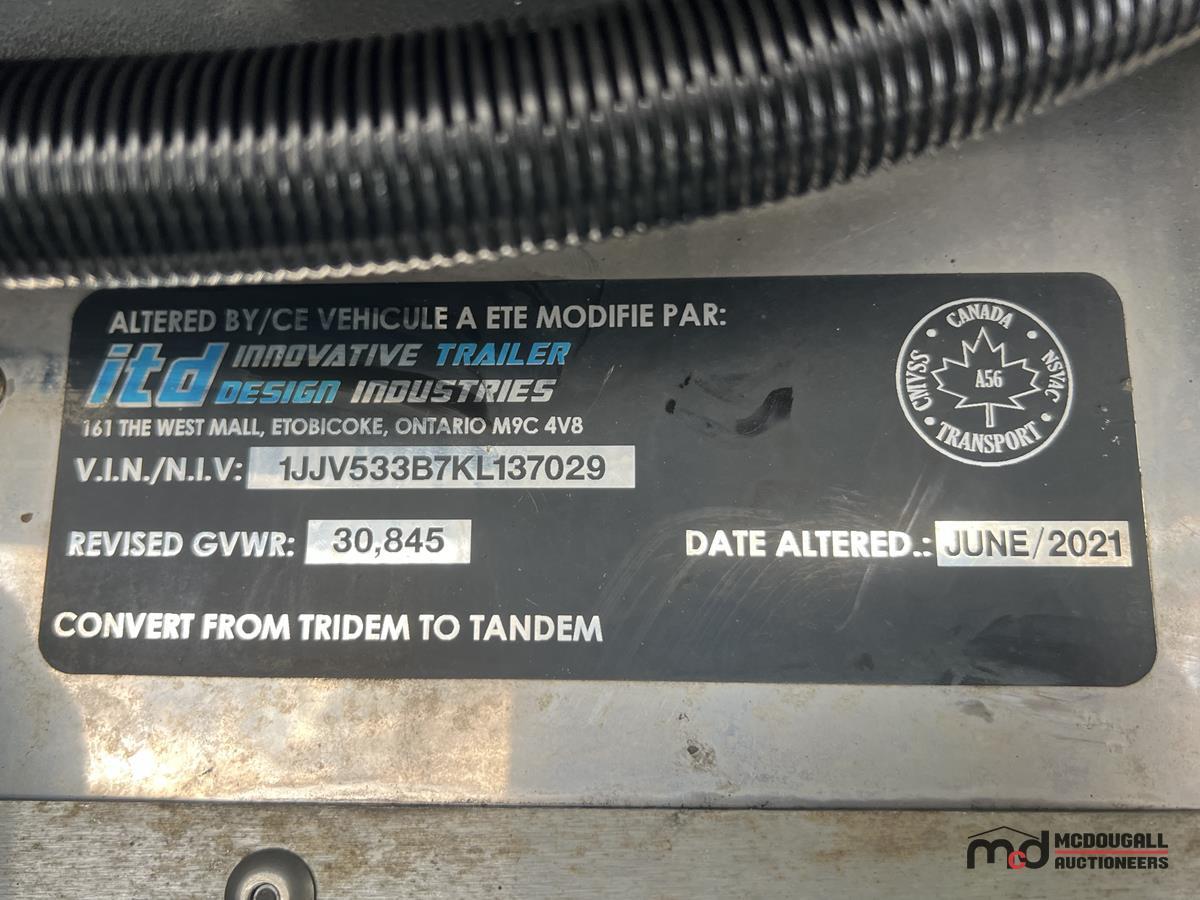 ALTERED BY/CE VEHICULE A ETE MODIFIE PAR:
itd INNOVATIVE TRAILER
DESIGN INDUSTRIES
161 THE WEST MALL, ETOBICOKE, ONTARIO M9C 4V8
V.I.N./N.I.V: 1JJV533B7KL137029
REVISED GVWR: 30,845
DATE ALTERED.: JUNE/2021
CONVERT FROM TRIDEM TO TANDEM
CANADA
CMVSS
A56
NSVAC
TRANSPORT
mcd MCDOUGALL
AUCTIONEERS